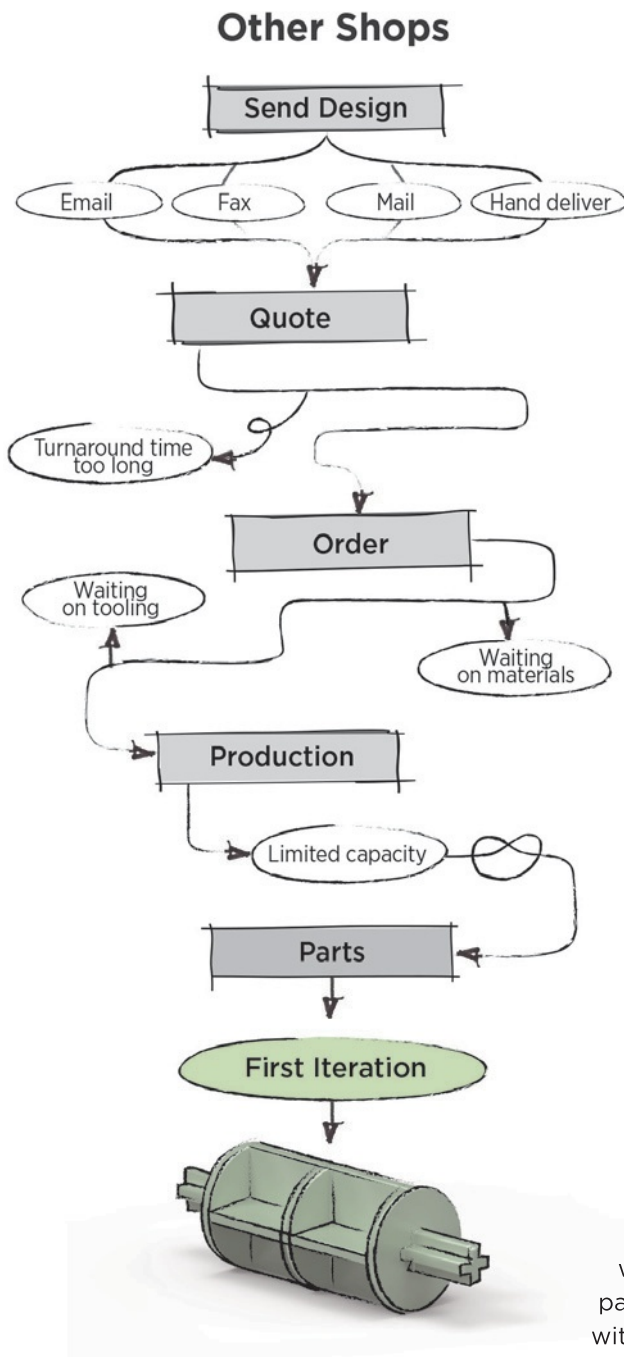 Other Shops
Send Design
Email
Fax
Mail
Hand deliver
Quote
Turnaround time
too long
Order
Waiting
on tooling
Waiting
on materials
Production
Limited capacity
Parts
First Iteration
with